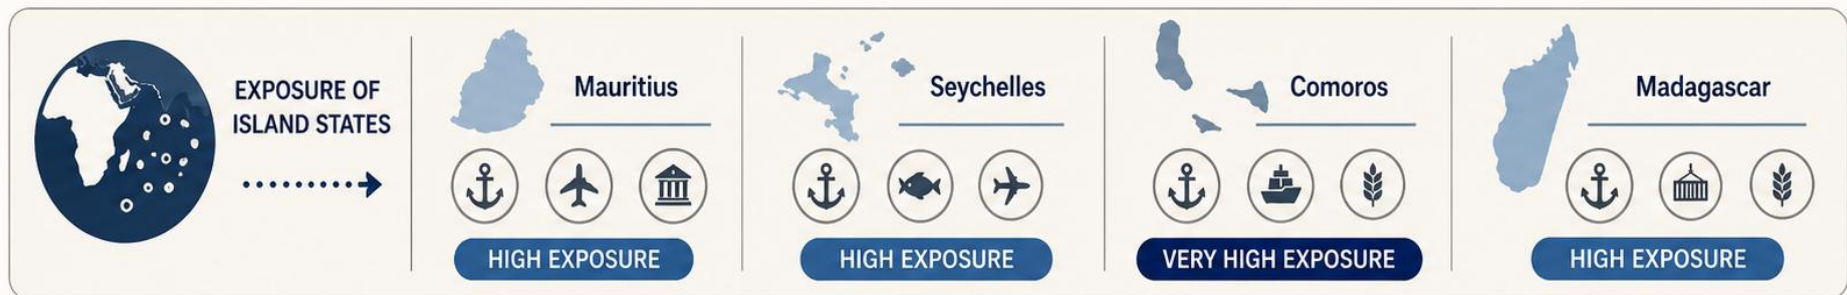 EXPOSURE OF
ISLAND STATES
Mauritius
HIGH EXPOSURE
Seychelles
HIGH EXPOSURE
Comoros
VERY HIGH EXPOSURE
Madagascar
HIGH EXPOSURE